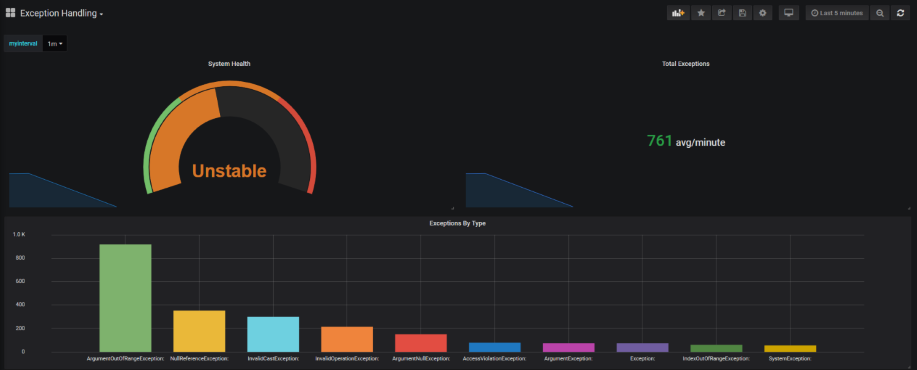 Exception Handling
Last 5 minutes
myinterval 1m
System Health
Total Exceptions
Unstable
761 avg/minute
Exceptions By Type
1.0 K
800
600
400
200
0
ArgumentOutOfRangeException: NullReferenceException: InvalidCastException: InvalidOperationException: ArgumentNullException: AccessViolationException: ArgumentException: Exception: IndexOutOfRangeException: SystemException: